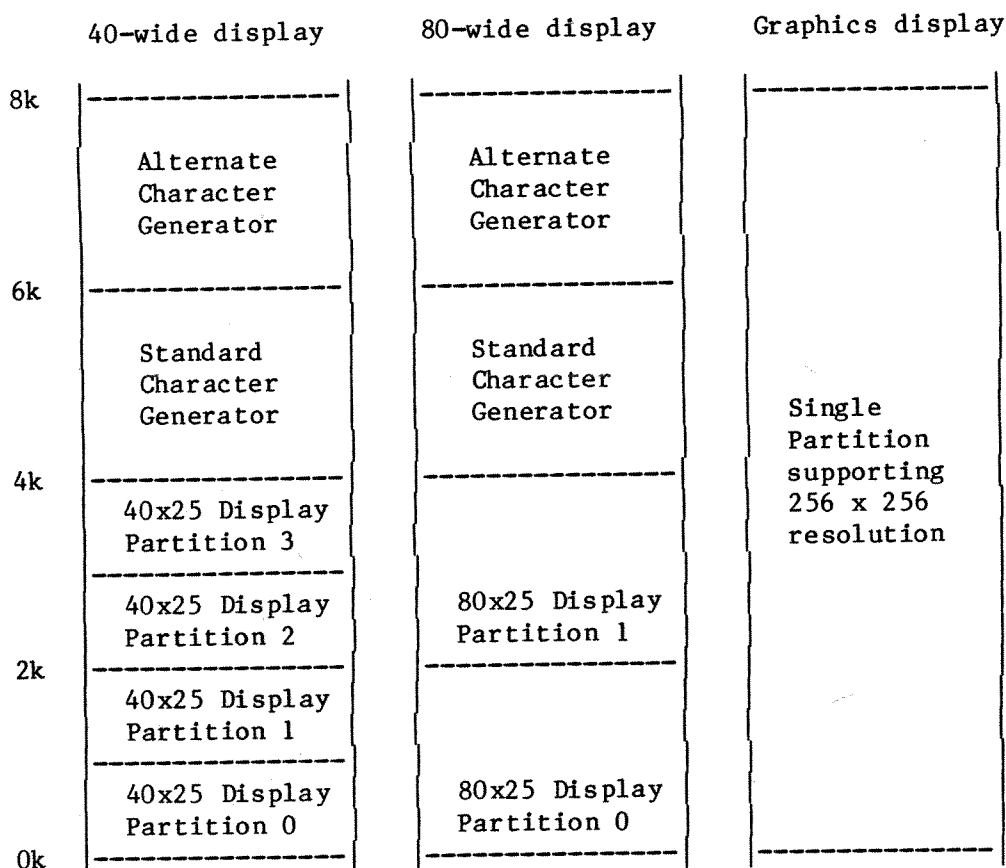 40-wide display
80-wide display
Graphics display
8k
Alternate
Character
Generator
Alternate
Character
Generator
6k
Standard
Character
Generator
Standard
Character
Generator
Single
Partition
supporting
256 x 256
resolution
4k
40x25 Display
Partition 3
40x25 Display
Partition 2
80x25 Display
Partition 1
2k
40x25 Display
Partition 1
40x25 Display
Partition 0
80x25 Display
Partition 0
0k